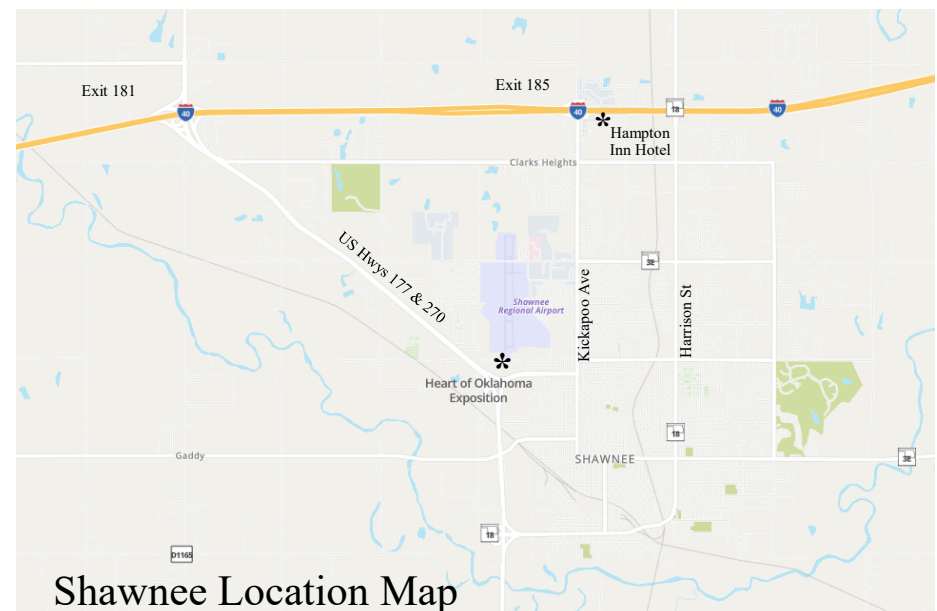 Exit 181
Exit 185
40
40
18
40
Hampton
Inn Hotel
Clarks Heights
US Hwys 177 & 270
3E
Kickapoo Ave
Harrison St
Shawnee
Regional Airport
Heart of Oklahoma
Exposition
18
Gaddy
SHAWNEE
3E
18
D1165
Shawnee Location Map